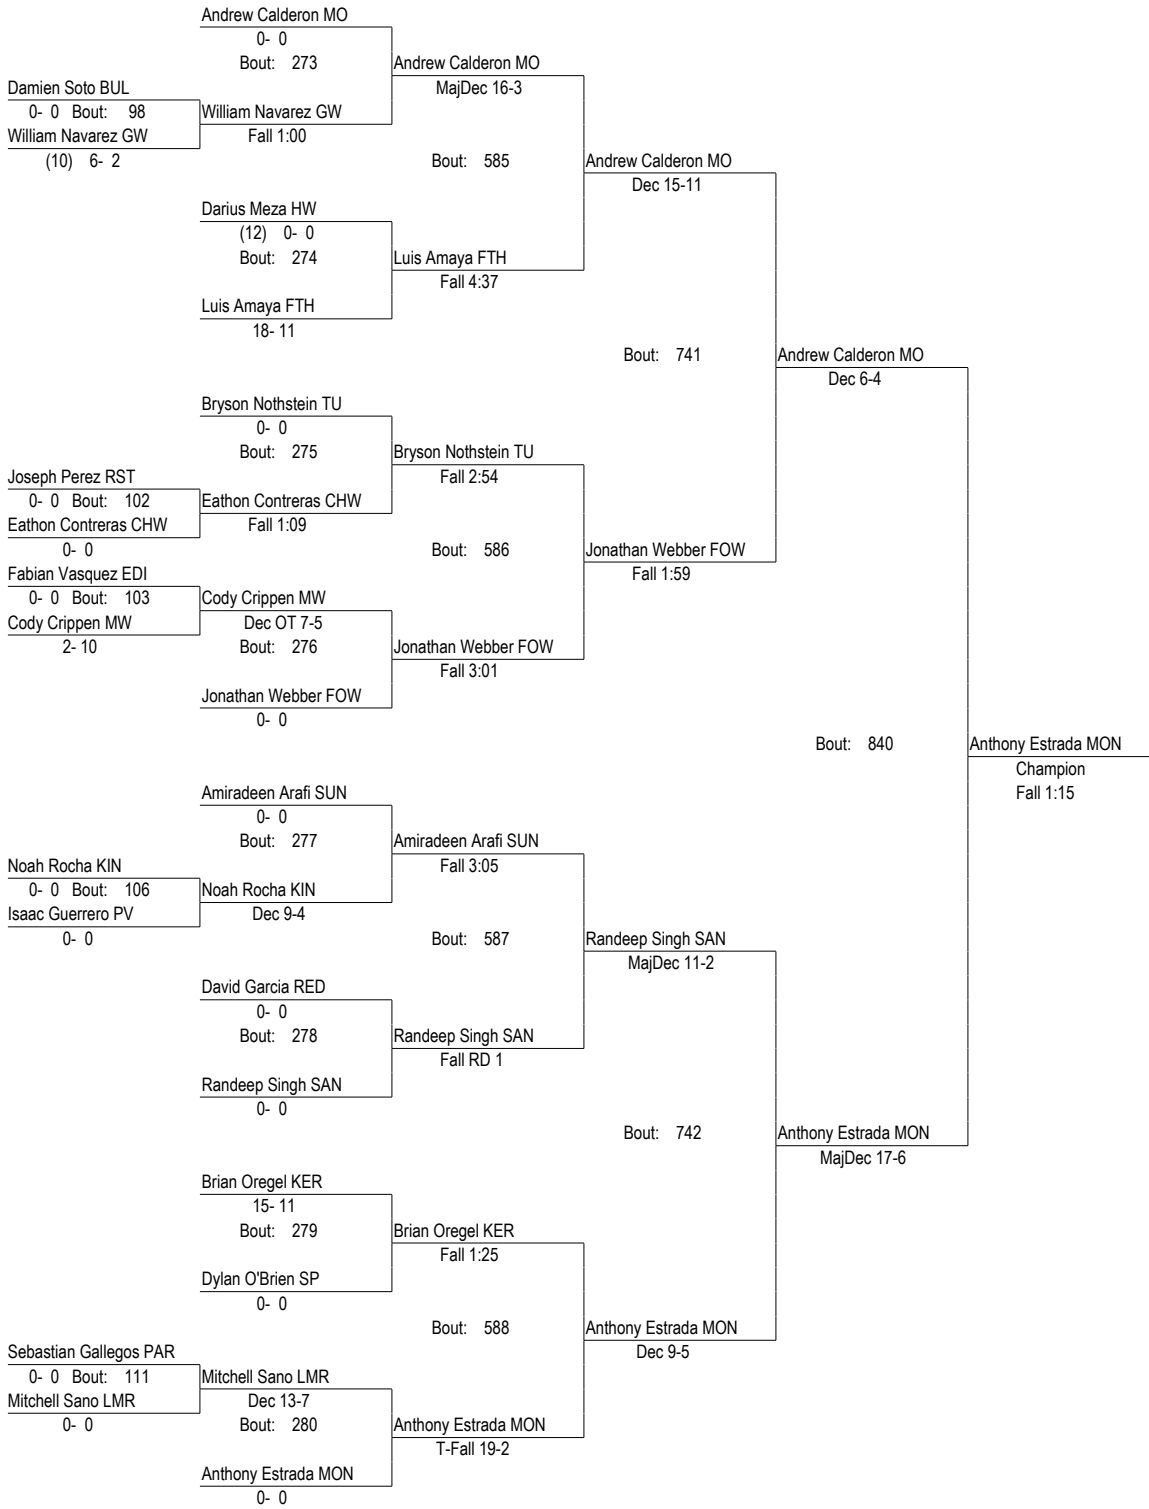 Andrew Calderon MO
0- 0
Bout: 273
Andrew Calderon MO
MajDec 16-3
Damien Soto BUL
0- 0 Bout: 98
William Navarez GW
William Navarez GW
Fall 1:00
(10) 6- 2
Bout: 585
Andrew Calderon MO
Dec 15-11
Darius Meza HW
(12) 0- 0
Bout: 274
Luis Amaya FTH
Fall 4:37
Luis Amaya FTH
18- 11
Bout: 741
Andrew Calderon MO
Dec 6-4
Bryson Nothstein TU
0- 0
Bout: 275
Bryson Nothstein TU
Fall 2:54
Joseph Perez RST
0- 0 Bout: 102
Eathon Contreras CHW
Eathon Contreras CHW
Fall 1:09
0- 0
Bout: 586
Jonathan Webber FOW
Fall 1:59
Fabian Vasquez EDI
0- 0 Bout: 103
Cody Crippen MW
Cody Crippen MW
Dec OT 7-5
2- 10
Bout: 276
Jonathan Webber FOW
Fall 3:01
Jonathan Webber FOW
0- 0
Bout: 840
Anthony Estrada MON
Champion
Fall 1:15
Amiradeen Arafi SUN
0- 0
Bout: 277
Amiradeen Arafi SUN
Fall 3:05
Noah Rocha KIN
0- 0 Bout: 106
Noah Rocha KIN
Isaac Guerrero PV
Dec 9-4
0- 0
Bout: 587
Randeep Singh SAN
MajDec 11-2
David Garcia RED
0- 0
Bout: 278
Randeep Singh SAN
Fall RD 1
Randeep Singh SAN
0- 0
Bout: 742
Anthony Estrada MON
MajDec 17-6
Brian Oregel KER
15- 11
Bout: 279
Brian Oregel KER
Fall 1:25
Dylan O'Brien SP
0- 0
Bout: 588
Anthony Estrada MON
Dec 9-5
Sebastian Gallegos PAR
0- 0 Bout: 111
Mitchell Sano LMR
Mitchell Sano LMR
Dec 13-7
0- 0
Bout: 280
Anthony Estrada MON
T-Fall 19-2
Anthony Estrada MON
0- 0